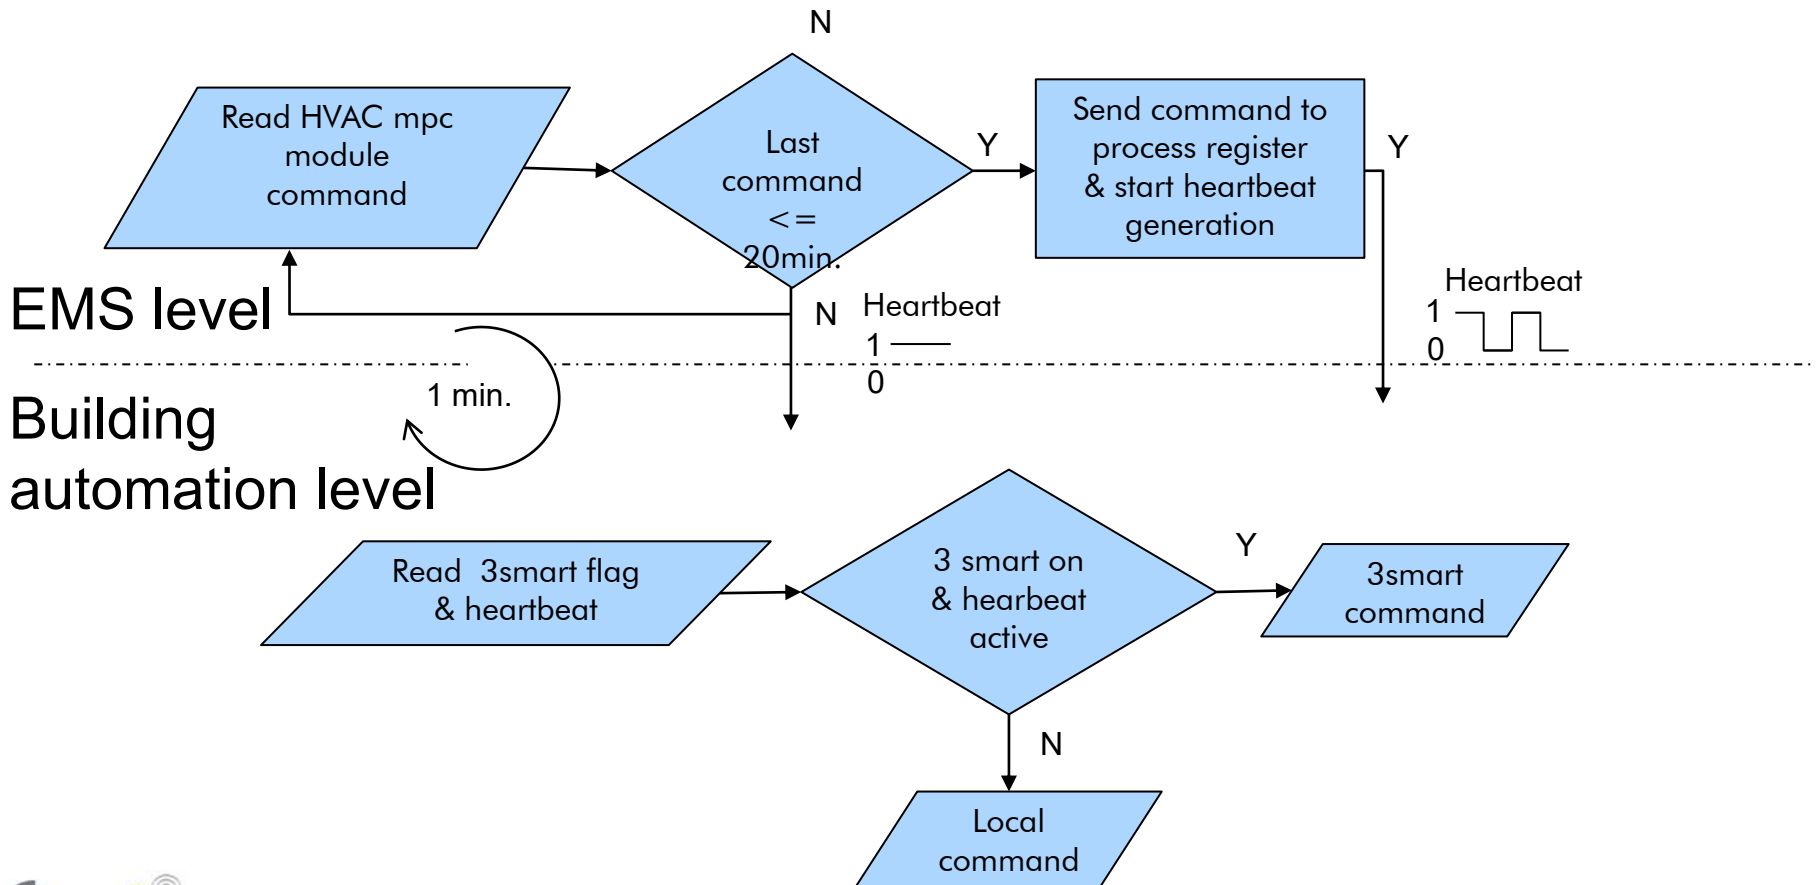 N
Read HVAC mpc
module
command
Last
command
<=
20min.
Y
Send command to
process register
& start heartbeat
generation
Y
EMS level
N
Heartbeat
1
0
Heartbeat
1
0
1 min.
Building
automation level
Read 3smart flag
& heartbeat
3 smart on
& hearbeat
active
Y
3smart
command
N
Local
command